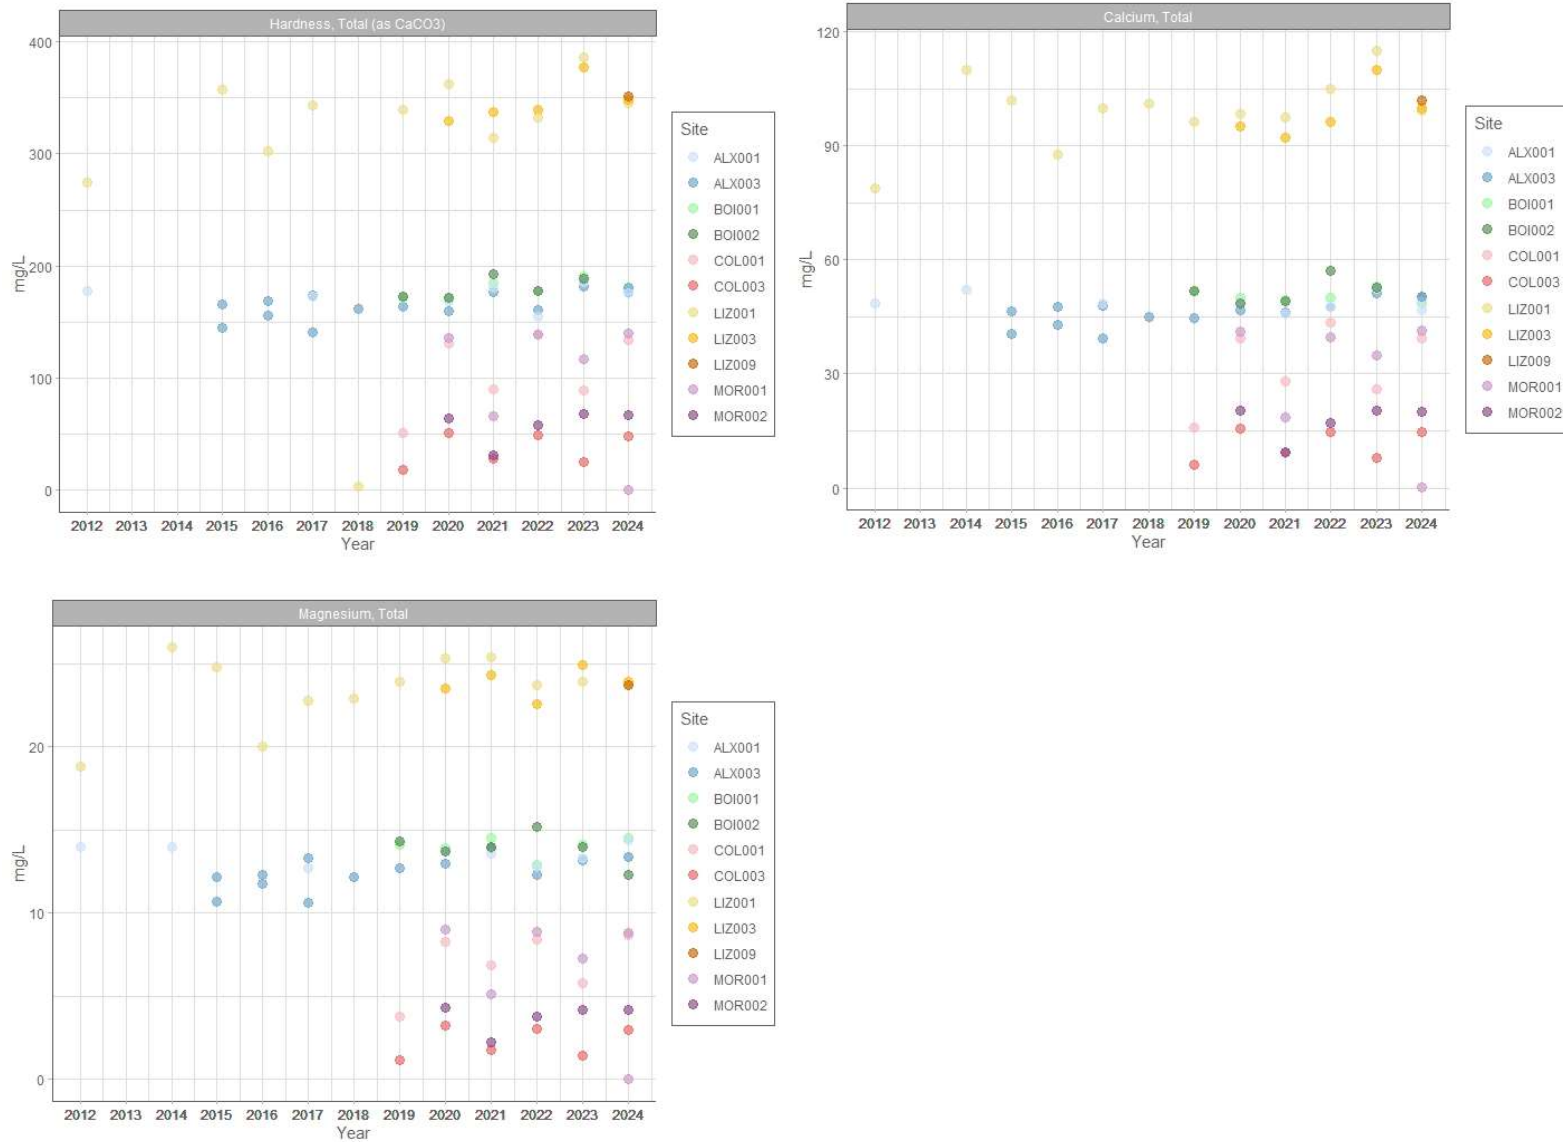 Hardness, Total (as CaCO3)
400
300
200
100
0
mg/L
2012 2013 2014 2015 2016 2017 2018 2019 2020 2021 2022 2023 2024
Year
Site
ALX001
ALX003
BOI001
BOI002
COL001
COL003
LIZ001
LIZ003
LIZ009
MOR001
MOR002
Calcium, Total
120
90
60
30
0
mg/L
2012 2013 2014 2015 2016 2017 2018 2019 2020 2021 2022 2023 2024
Year
Site
ALX001
ALX003
BOI001
BOI002
COL001
COL003
LIZ001
LIZ003
LIZ009
MOR001
MOR002
Magnesium, Total
20
10
0
mg/L
2012 2013 2014 2015 2016 2017 2018 2019 2020 2021 2022 2023 2024
Year
Site
ALX001
ALX003
BOI001
BOI002
COL001
COL003
LIZ001
LIZ003
LIZ009
MOR001
MOR002